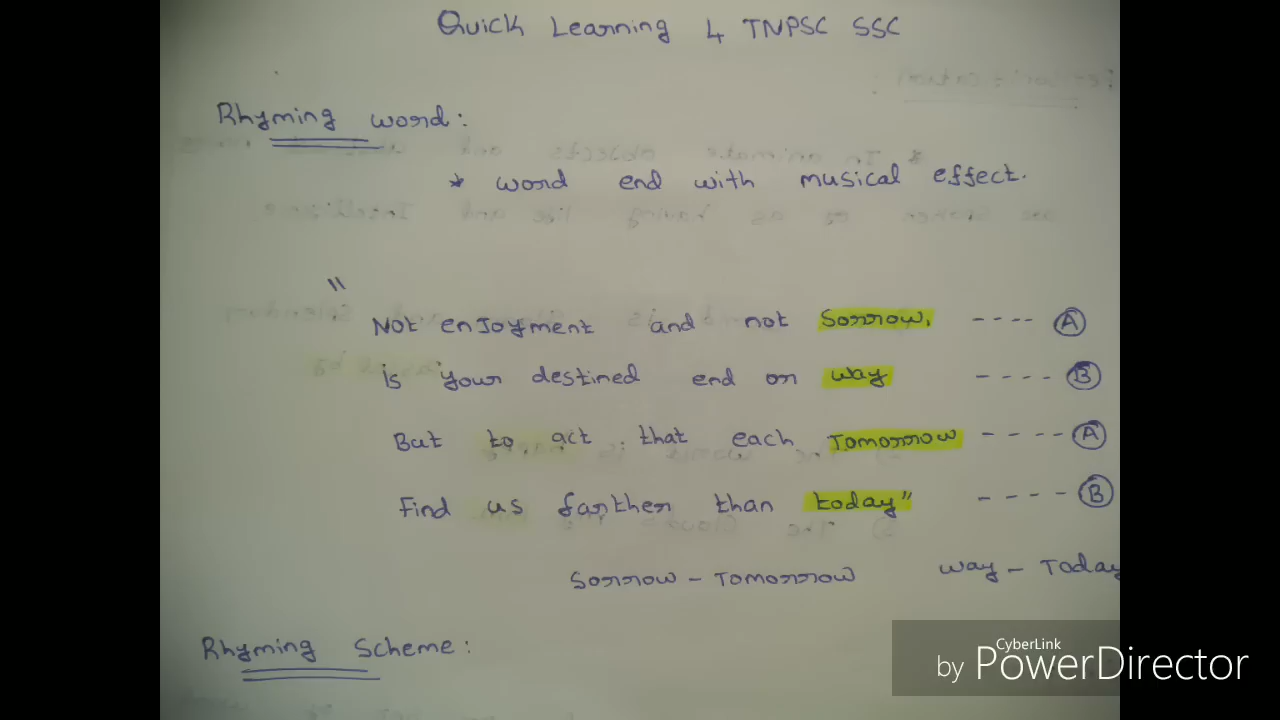 Quick Learning 4 TNPSC SSC
Rhyming word:
* word end with musical effect.
"
Not enjoyment and not Sorrow, ---- A
is your destined end or way ---- B
But to act that each Tomorrow ---- A
Find us farther than today" ---- B
Sorrow - Tomorrow way - Today
Rhyming Scheme:
CyberLink
by PowerDirector